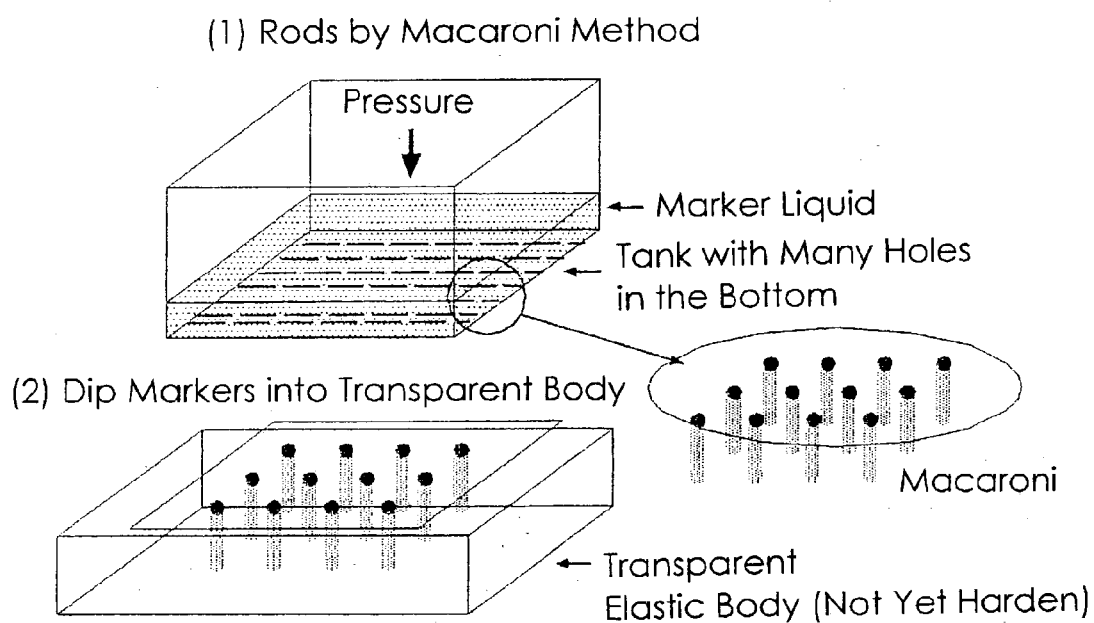 (1) Rods by Macaroni Method
Pressure
Marker Liquid
Tank with Many Holes
in the Bottom
(2) Dip Markers into Transparent Body
Macaroni
Transparent
Elastic Body (Not Yet Harden)